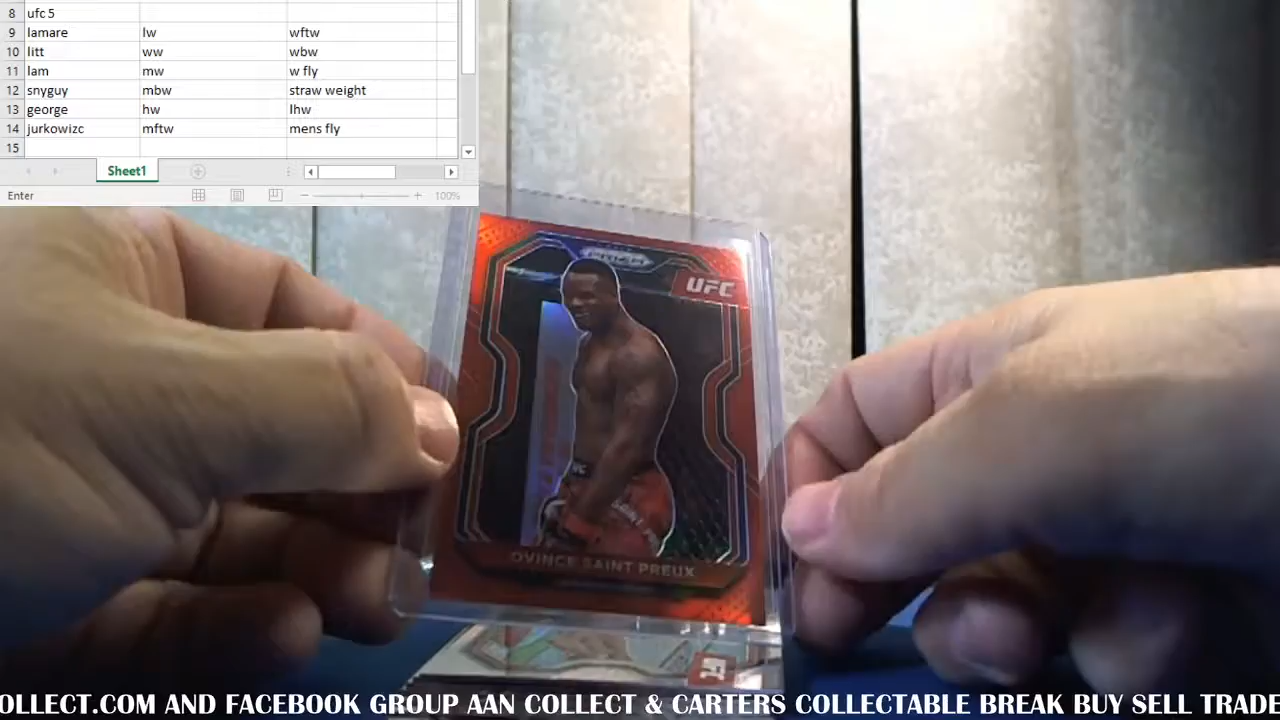 8 ufc 5
9 lamare lw wftw
10 litt ww wbw
11 lam mw w fly
12 snyguy mbw straw weight
13 george hw lhw
14 jurkowizc mftw mens fly
15
Sheet1
Enter 100%
PRIZM
UFC
OVINCE SAINT PREUX
UFC
OLLECT.COM AND FACEBOOK GROUP AAN COLLECT & CARTERS COLLECTABLE BREAK BUY SELL TRADE